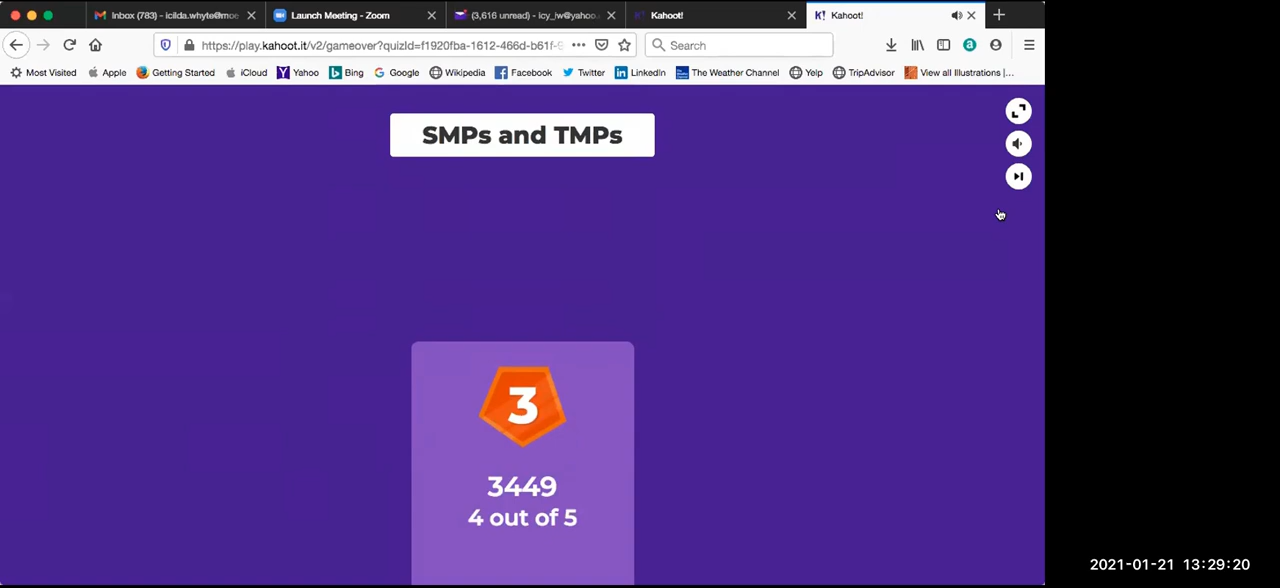 Inbox (783) - icilda.whyte@moe
Launch Meeting - Zoom
(3,616 unread) - icy_iw@yahoo.
K! Kahoot!
K! Kahoot!
https://play.kahoot.it/v2/gameover?quizId=f1920fba-1612-466d-b61f-9
Search
Most Visited
Apple
Getting Started
iCloud
Yahoo
Bing
Google
Wikipedia
Facebook
Twitter
LinkedIn
The Weather Channel
Yelp
TripAdvisor
View all Illustrations |...
SMPs and TMPs
3
3449
4 out of 5
2021-01-21 13:29:20